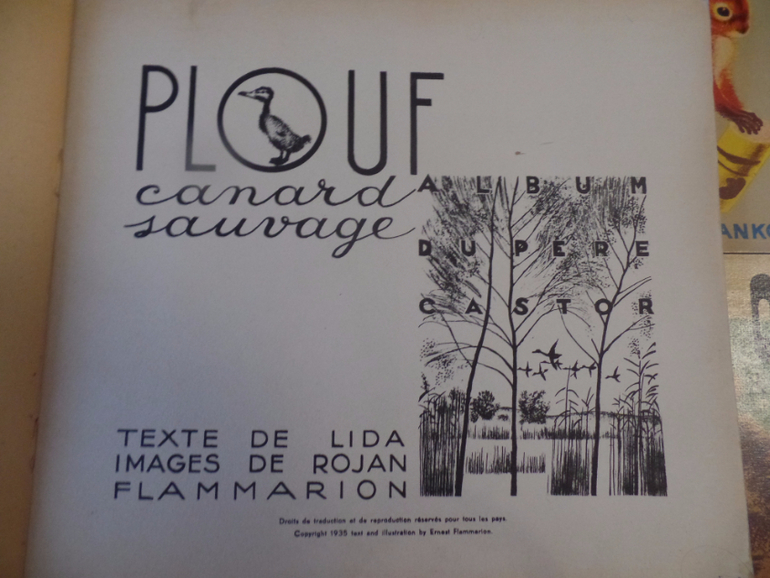 PLOUF
canard
sauvage
ALBUM
DU PERE
CASTOR
TEXTE DE LIDA
IMAGES DE ROJAN
FLAMMARION
Droits de traduction et de reproduction réservés pour tous les pays
Copyright 1935 text and illustration by Ernest Flammarion.
ANKO